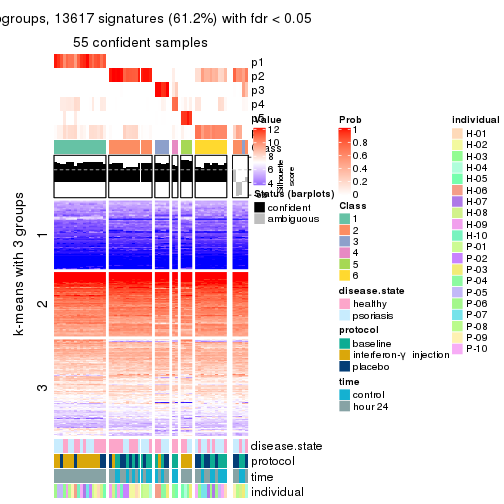 ogroups, 13617 signatures (61.2%) with fdr < 0.05
55 confident samples
p1
p2
p3
p4
Class
Silhouette
score
k-means with 3 groups
1
2
3
disease.state
protocol
time
individual
Value
12
10
8
6
4
Status (barplots)
confident
ambiguous
Prob
1
0.8
0.6
0.4
0.2
0
Class
1
2
3
4
5
6
disease.state
healthy
psoriasis
protocol
baseline
interferon-γ injection
placebo
time
control
hour 24
individual
H-01
H-02
H-03
H-04
H-05
H-06
H-07
H-08
H-09
H-10
P-01
P-02
P-03
P-04
P-05
P-06
P-07
P-08
P-09
P-10